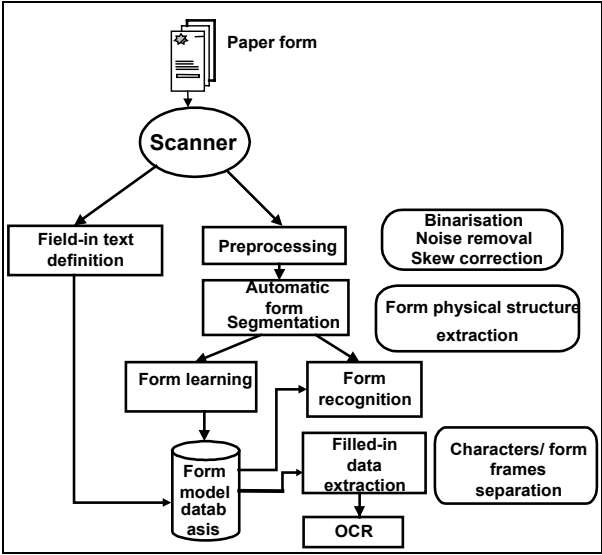 Paper form
Scanner
Field-in text
definition
Preprocessing
Binarisation
Noise removal
Skew correction
Automatic
form
Segmentation
Form physical structure
extraction
Form learning
Form
recognition
Form
model
datab
asis
Filled-in
data
extraction
Characters/ form
frames
separation
OCR